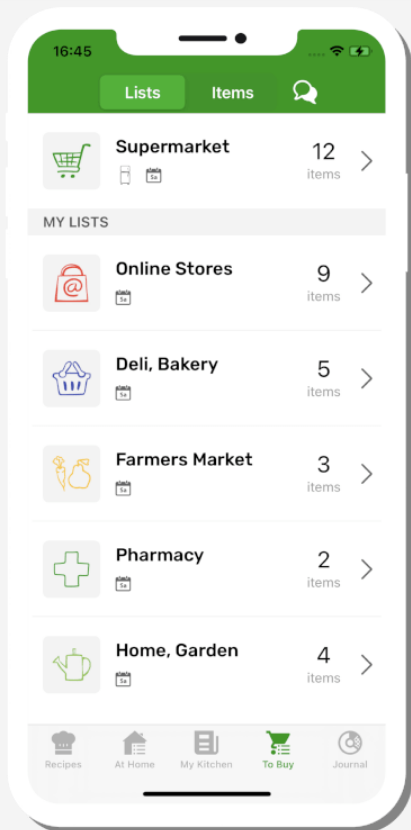 16:45
Lists Items
Supermarket
12
items
MY LISTS
Online Stores
9
items
Deli, Bakery
5
items
Farmers Market
3
items
Pharmacy
2
items
Home, Garden
4
items
Recipes At Home My Kitchen To Buy Journal